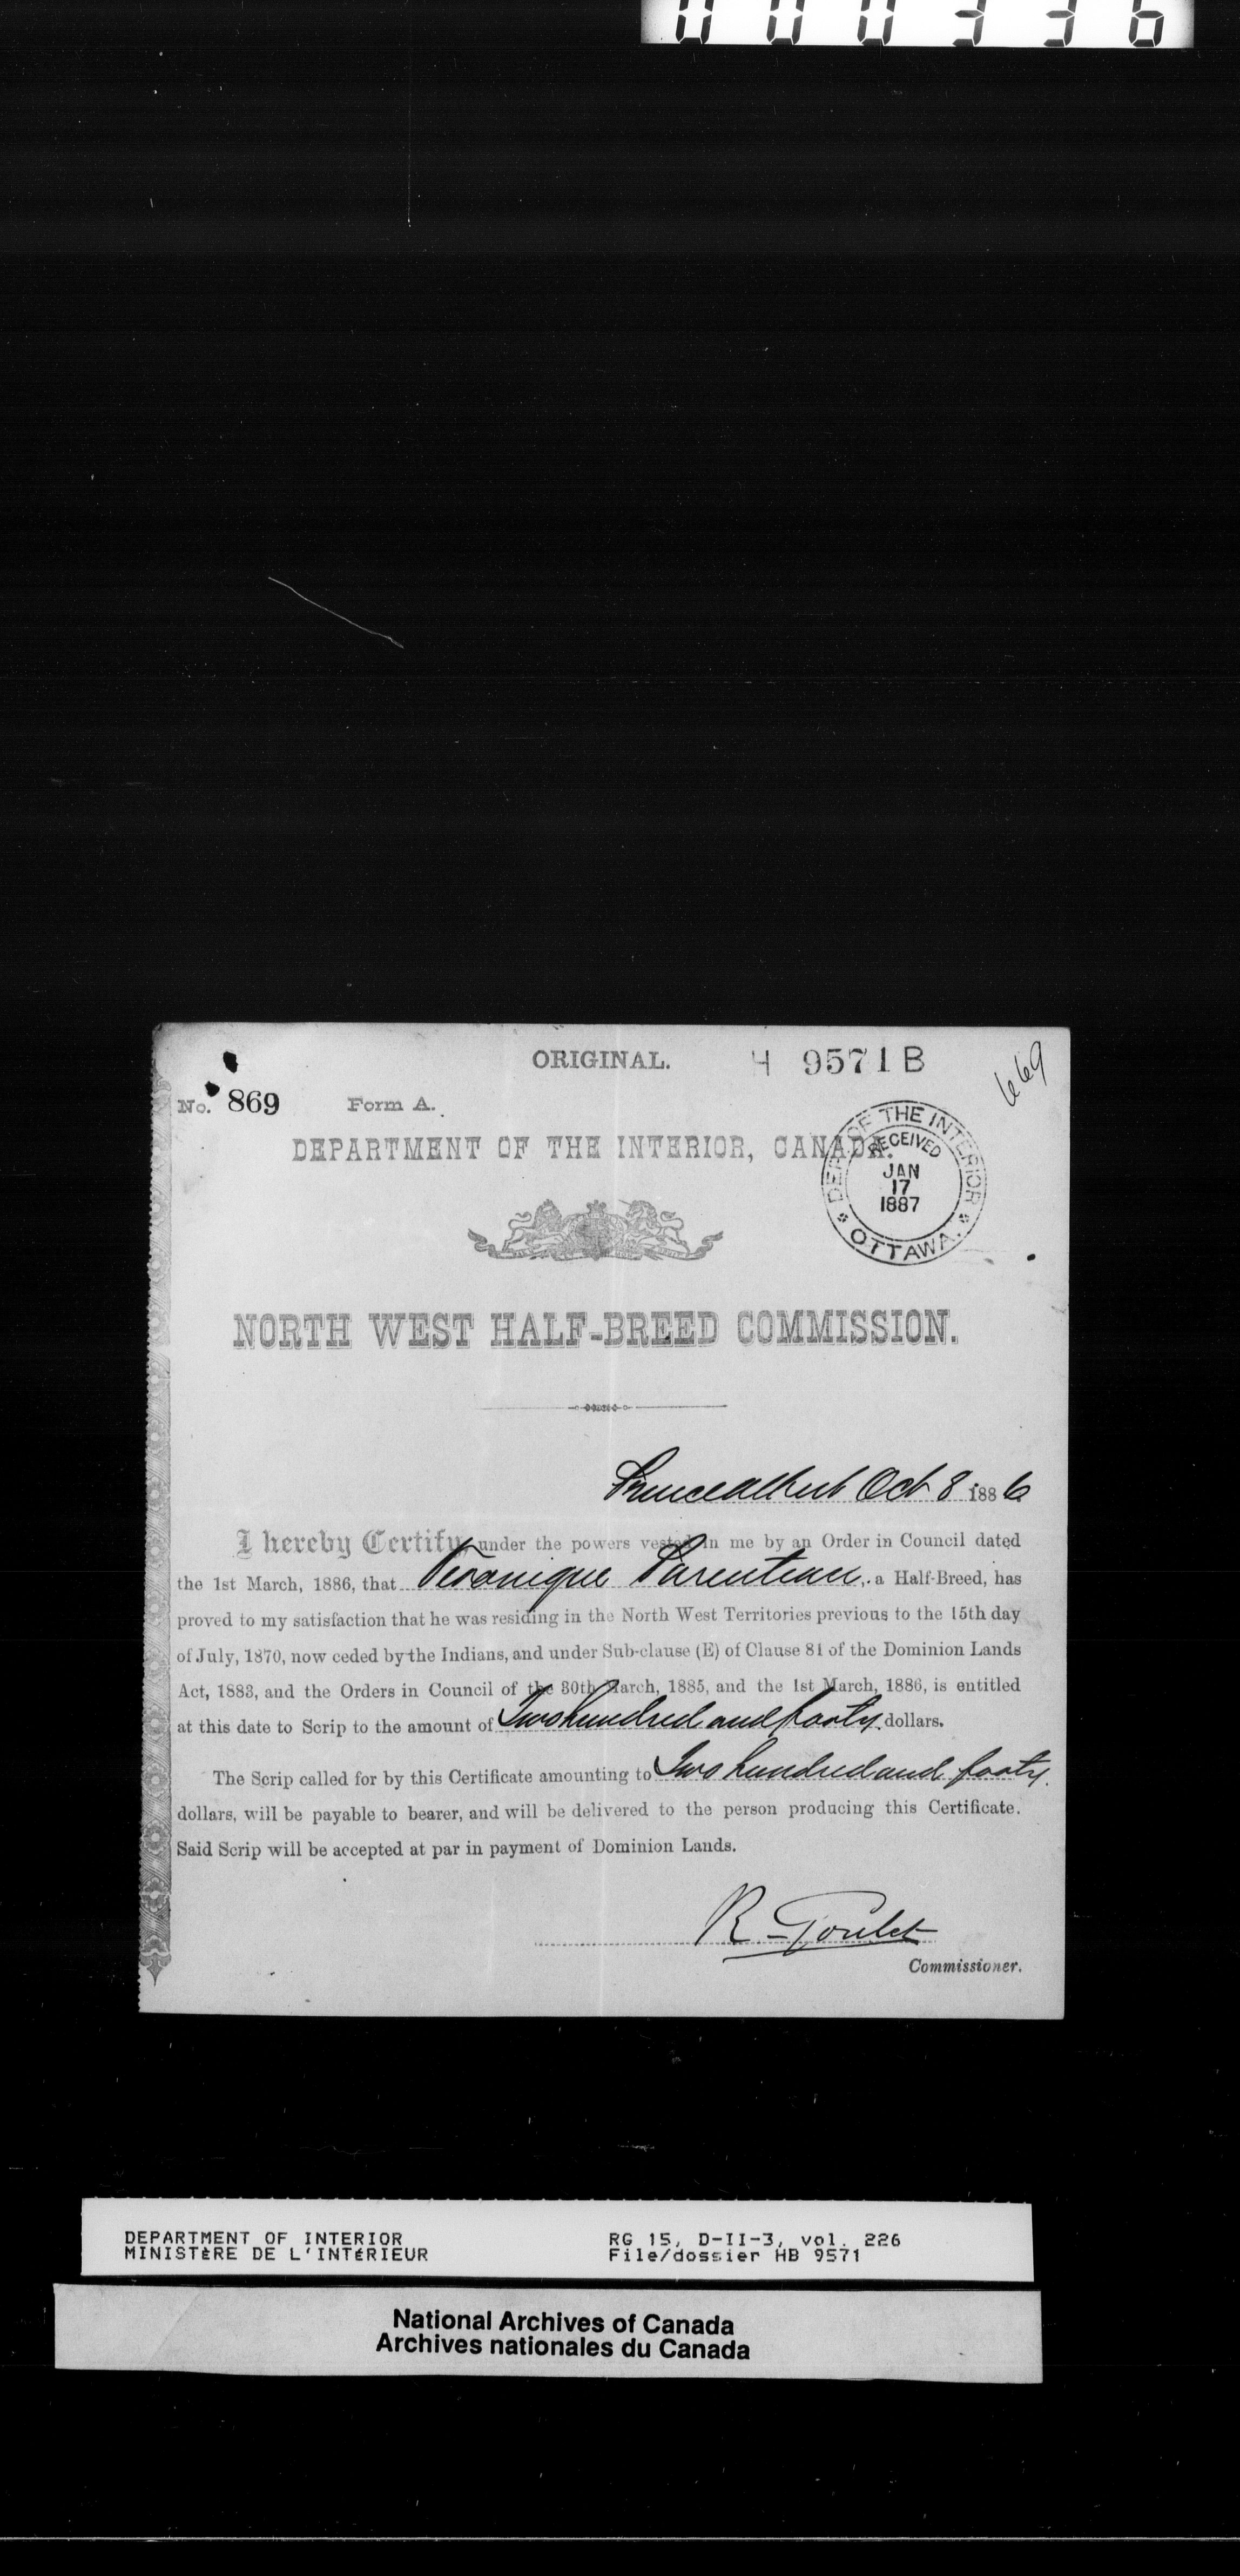 000336
ORIGINAL. H 9571 B
669
No. 869 Form A.
DEPARTMENT OF THE INTERIOR, CANADA.
DEPT OF THE INTERIOR
RECEIVED
JAN
17
1887
OTTAWA.
NORTH WEST HALF-BREED COMMISSION.
Prince Albert Oct 8 1886
I hereby Certify, under the powers vested in me by an Order in Council dated
the 1st March, 1886, that Veronique Parenteau, a Half-Breed, has
proved to my satisfaction that he was residing in the North West Territories previous to the 15th day
of July, 1870, now ceded by the Indians, and under Sub-clause (E) of Clause 81 of the Dominion Lands
Act, 1883, and the Orders in Council of the 30th March, 1885, and the 1st March, 1886, is entitled
at this date to Scrip to the amount of Two hundred and forty dollars.
The Scrip called for by this Certificate amounting to Two hundred and forty
dollars, will be payable to bearer, and will be delivered to the person producing this Certificate.
Said Scrip will be accepted at par in payment of Dominion Lands.
R. Goulet
Commissioner.
DEPARTMENT OF INTERIOR RG 15, D-II-3, vol. 226
MINISTÈRE DE L'INTÉRIEUR File/dossier HB 9571
National Archives of Canada
Archives nationales du Canada